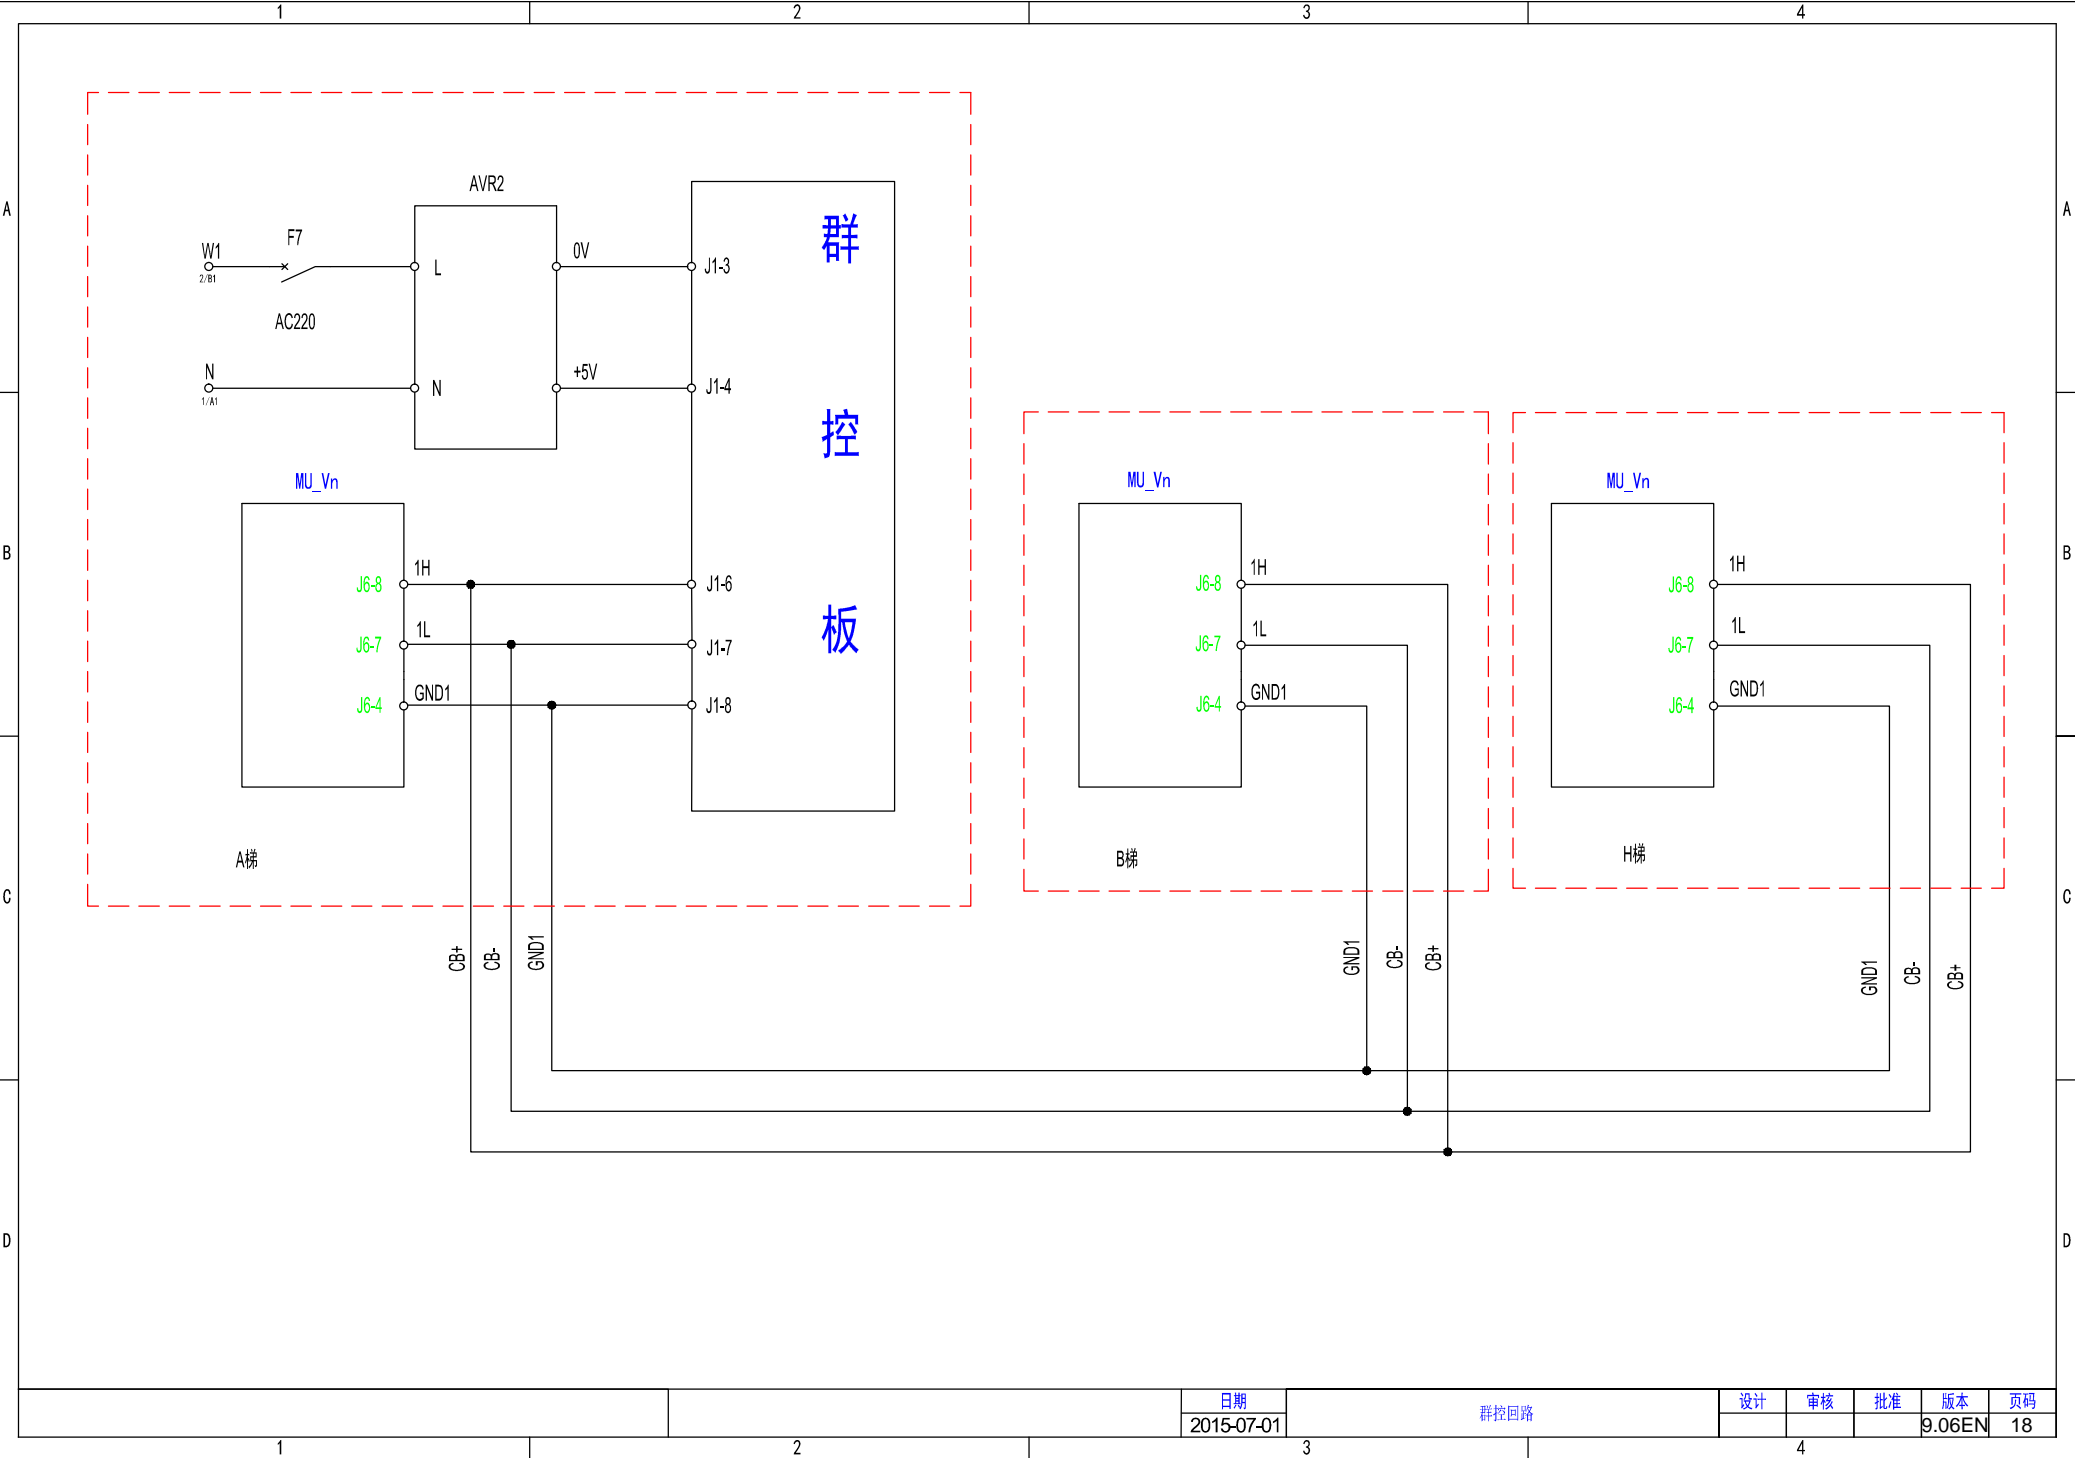 1 2 3 4
A A
AVR2
群
控
板
W1
2/B1
F7
L
0V
J1-3
AC220
N
1/A1
N
+5V
J1-4
MU_Vn
MU_Vn
MU_Vn
B B
J6-8 1H J1-6
J6-7 1L J1-7
J6-4 GND1 J1-8
J6-8 1H
J6-7 1L
J6-4 GND1
J6-8 1H
J6-7 1L
J6-4 GND1
A梯
B梯
H梯
C C
CB+ CB- GND1
GND1 CB- CB+
GND1 CB- CB+
D D
日期
2015-07-01
群控回路
设计 审核 批准 版本 页码
9.06EN 18
1 2 3 4